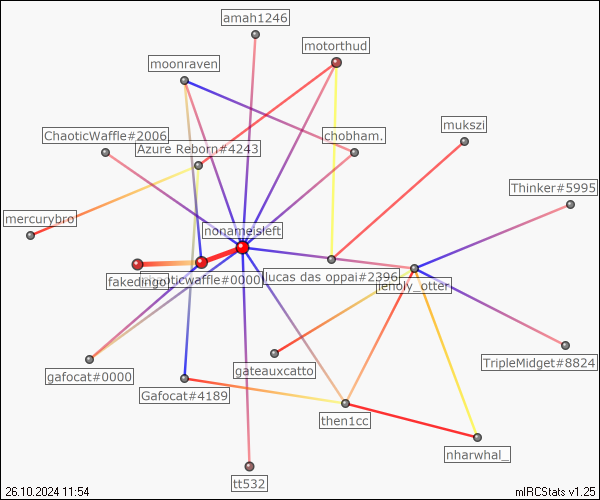 amah1246
motorthud
moonraven
mukszi
ChaoticWaffle#2006
chobham.
Azure Reborn#4243
Thinker#5995
mercurybro
nonameisleft
fakedingo
chaoticwaffle#0000
lucas das oppai#2396
leholy_otter
gafocat#0000
gateauxcatto
TripleMidget#8824
Gafocat#4189
then1cc
nharwhal_
tt532
26.10.2024 11:54
mIRCStats v1.25